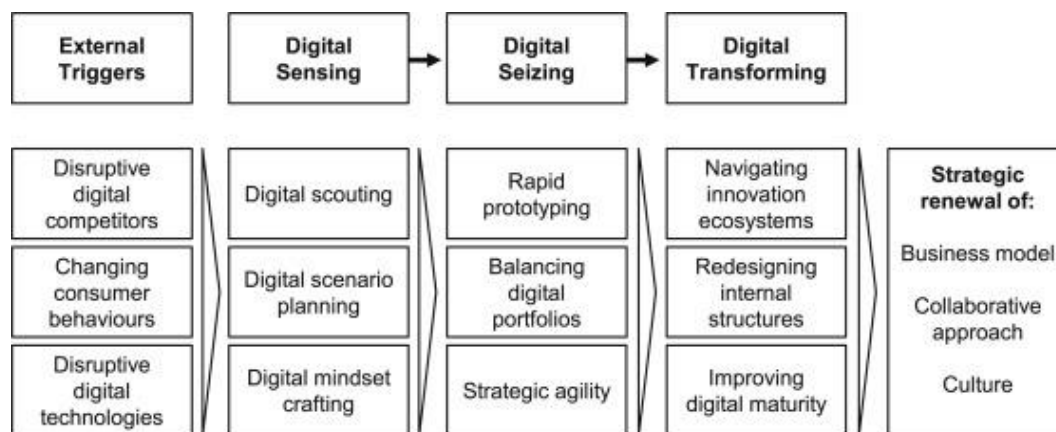 External
Triggers
Digital
Sensing
Digital
Seizing
Digital
Transforming
Disruptive
digital
competitors
Changing
consumer
behaviours
Disruptive
digital
technologies
Digital scouting
Digital scenario
planning
Digital mindset
crafting
Rapid
prototyping
Balancing
digital
portfolios
Strategic agility
Navigating
innovation
ecosystems
Redesigning
internal
structures
Improving
digital maturity
Strategic
renewal of:
Business model
Collaborative
approach
Culture